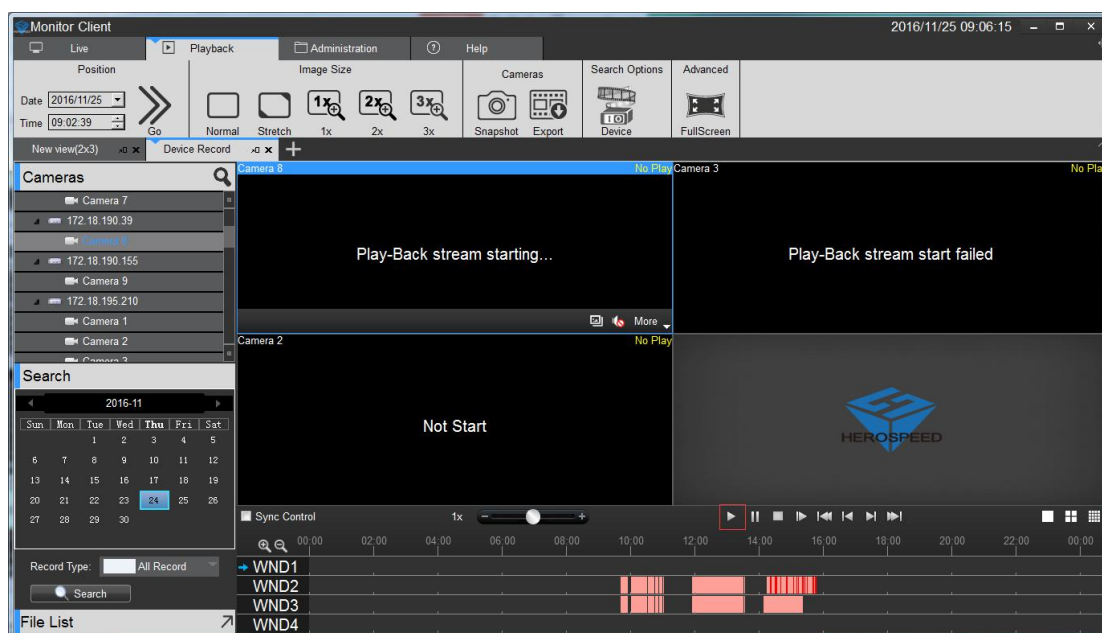 Monitor Client 2016/11/25 09:06:15
Live Playback Administration Help
Position Image Size Cameras Search Options Advanced
Date 2016/11/25
Time 09:02:39
Go Normal Stretch 1x 2x 3x Snapshot Export Device FullScreen
1x 2x 3x
New view(2x3) Device Record
Cameras
Camera 7
172.18.190.39
Camera 8
172.18.190.155
Camera 9
172.18.195.210
Camera 1
Camera 2
Camera 3
Search
2016-11
Sun Mon Tue Wed Thu Fri Sat
1 2 3 4 5
6 7 8 9 10 11 12
13 14 15 16 17 18 19
20 21 22 23 24 25 26
27 28 29 30
Record Type: All Record
Search
File List
Camera 8 No Play
Play-Back stream starting...
More
Camera 3 No Pla
Play-Back stream start failed
Camera 2 No Play
Not Start
HEROSPEED
Sync Control 1x
00:00 02:00 04:00 06:00 08:00 10:00 12:00 14:00 16:00 18:00 20:00 22:00 00:00
WND1
WND2
WND3
WND4